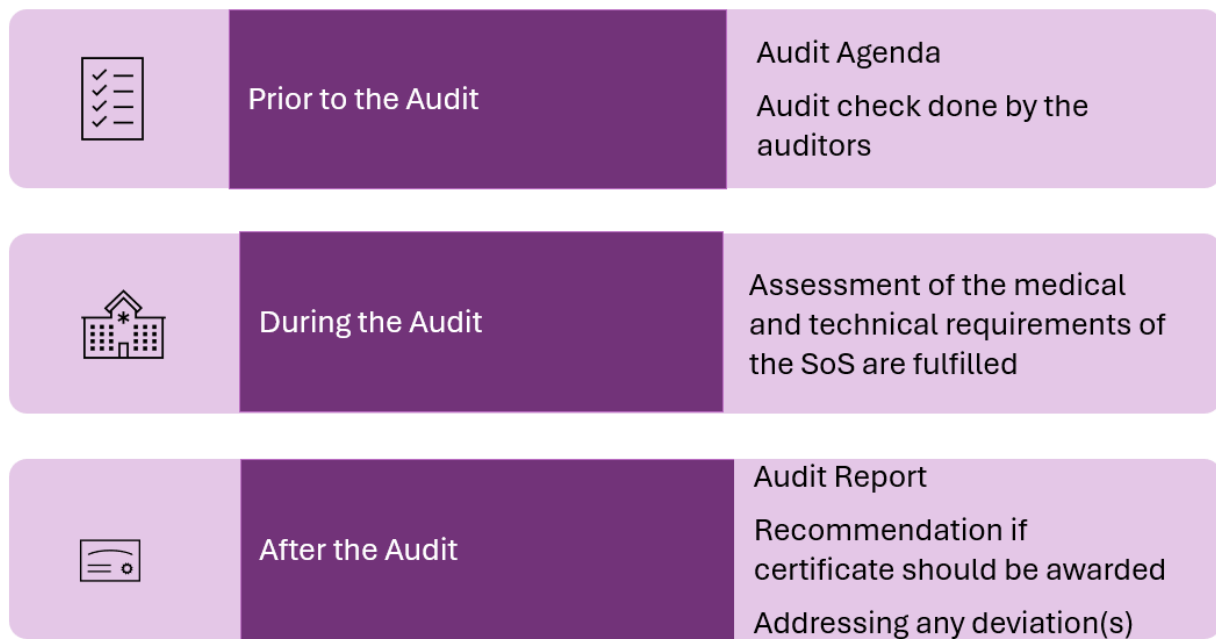 Prior to the Audit
Audit Agenda
Audit check done by the
auditors
During the Audit
Assessment of the medical
and technical requirements of
the SoS are fulfilled
After the Audit
Audit Report
Recommendation if
certificate should be awarded
Addressing any deviation(s)